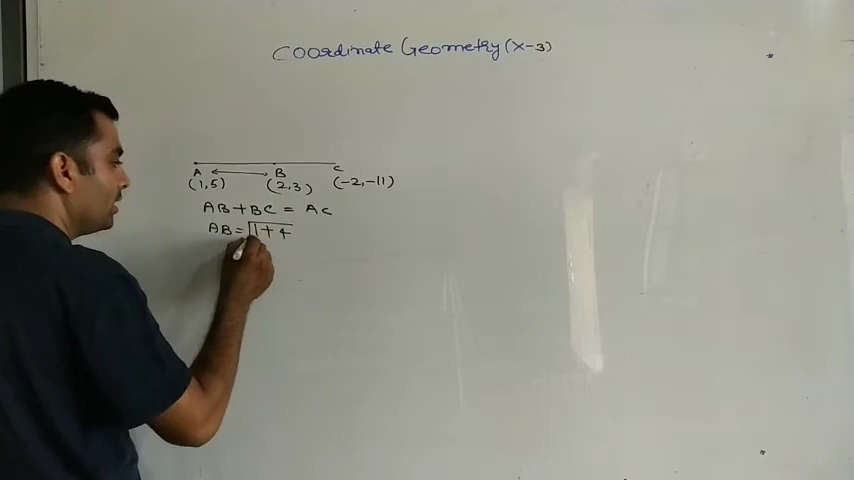 Coordinate Geometry (X-3)
A B C
(1,5) (2,3) (-2,-11)
AB+BC = AC
AB=√1+4